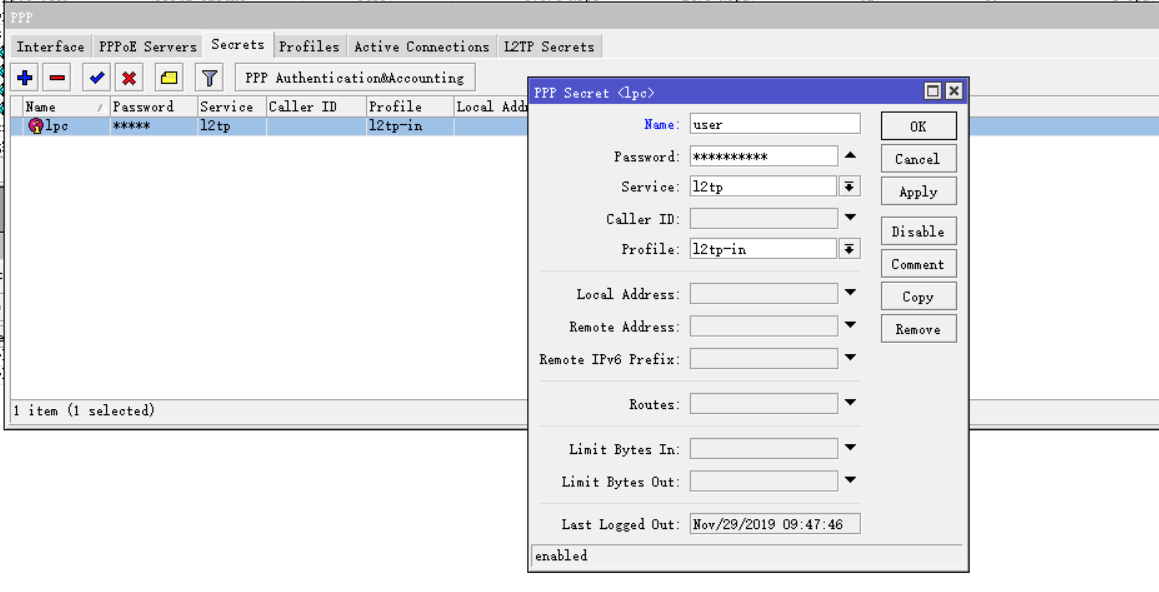 PPP
Interface PPPoE Servers Secrets Profiles Active Connections L2TP Secrets
PPP Authentication&Accounting
Name / Password Service Caller ID Profile Local Addr
lpc ***** l2tp l2tp-in
1 item (1 selected)
PPP Secret <lpc>
Name: user
OK
Password: **********
Cancel
Service: l2tp
Apply
Caller ID:
Disable
Profile: l2tp-in
Comment
Local Address:
Copy
Remote Address:
Remove
Remote IPv6 Prefix:
Routes:
Limit Bytes In:
Limit Bytes Out:
Last Logged Out: Nov/29/2019 09:47:46
enabled